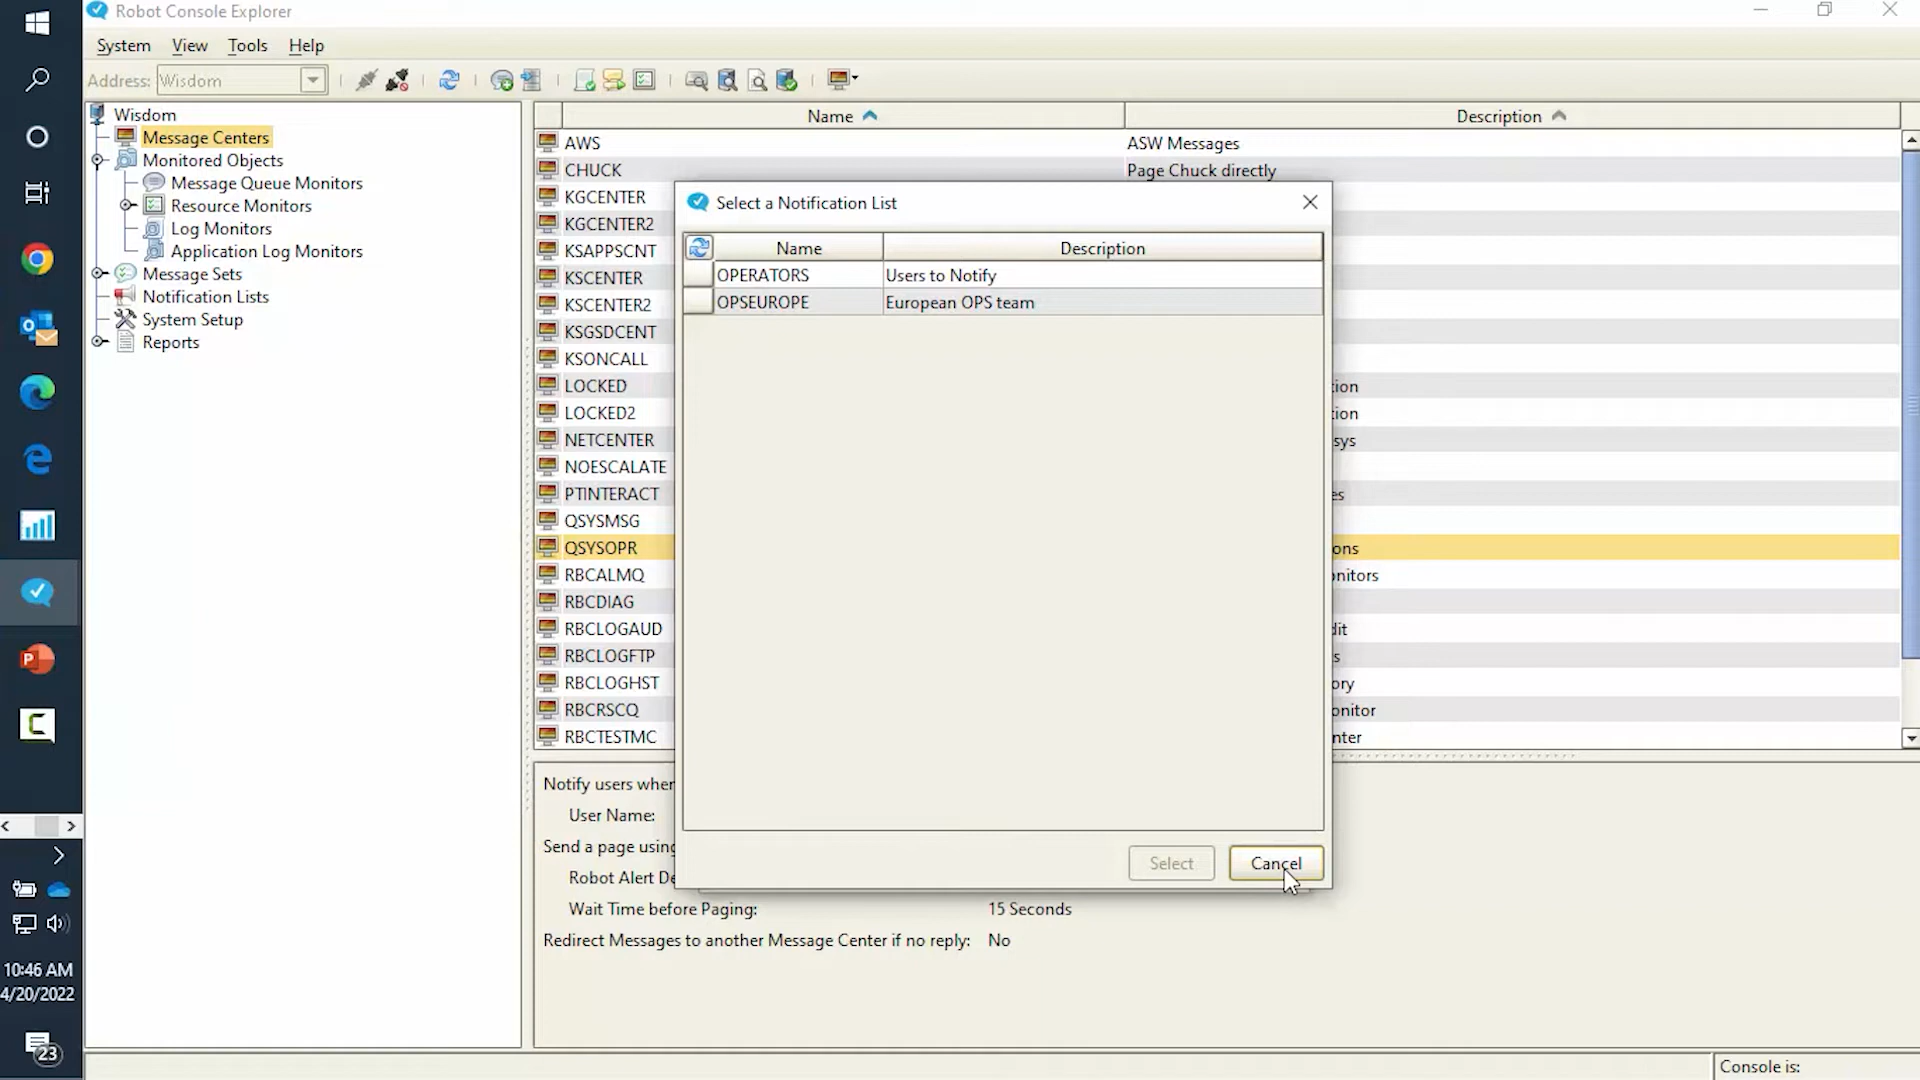 Robot Console Explorer
System View Tools Help
Address: Wisdom
Wisdom
Message Centers
Monitored Objects
Message Queue Monitors
Resource Monitors
Log Monitors
Application Log Monitors
Message Sets
Notification Lists
System Setup
Reports
Name Description
AWS ASW Messages
CHUCK Page Chuck directly
KGCENTER
KGCENTER2
KSAPPSCNT
KSCENTER
KSCENTER2
KSGSDCENT
KSONCALL
LOCKED tion
LOCKED2 tion
NETCENTER sys
NOESCALATE
PTINTERACT es
QSYSMSG
QSYSOPR ons
RBCALMQ onitors
RBCDIAG
RBCLOGAUD dit
RBCLOGFTP s
RBCLOGHST ory
RBCRSCQ onitor
RBCTESTMC nter
Select a Notification List
Name Description
OPERATORS Users to Notify
OPSEUROPE European OPS team
Select Cancel
Notify users when
User Name:
Send a page using
Robot Alert De
Wait Time before Paging: 15 Seconds
Redirect Messages to another Message Center if no reply: No
Console is:
10:46 AM
4/20/2022
23